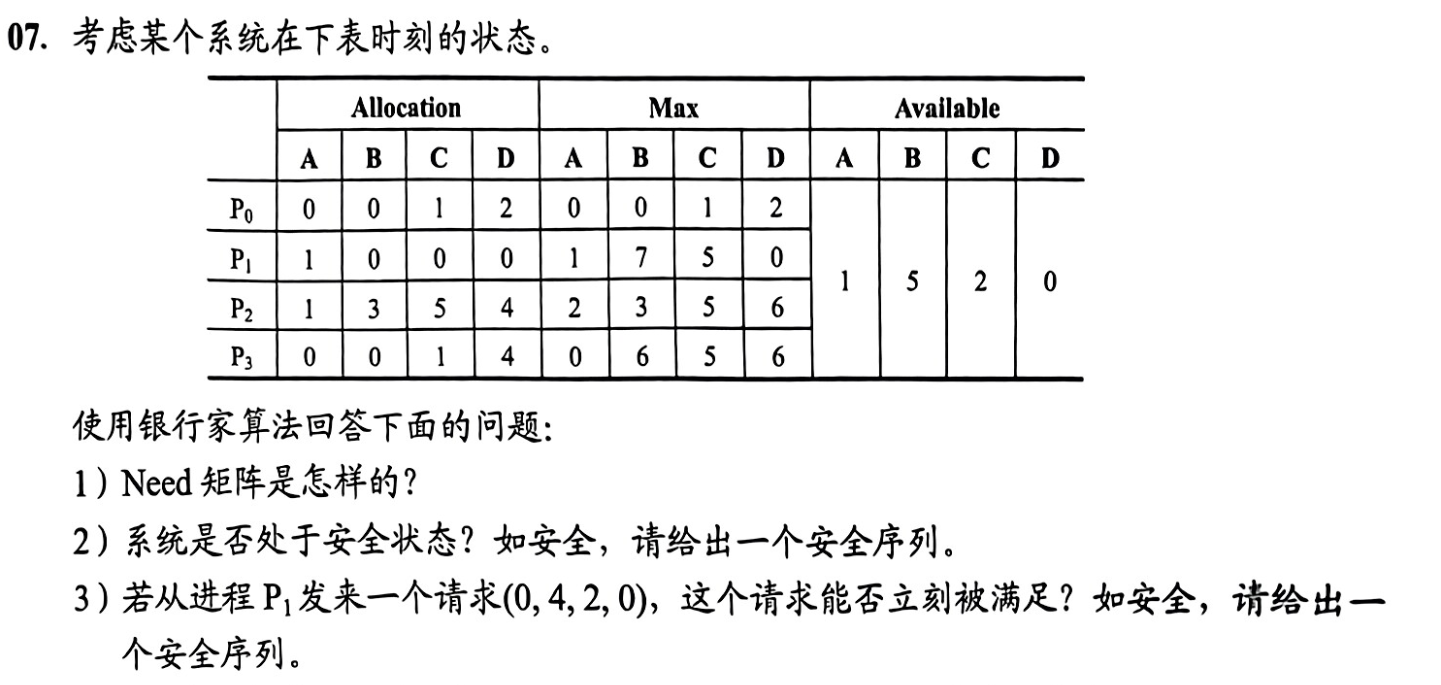 07. 考虑某个系统在下表时刻的状态。
Allocation Max Available
A B C D A B C D A B C D
P₀ 0 0 1 2 0 0 1 2
P₁ 1 0 0 0 1 7 5 0
1 5 2 0
P₂ 1 3 5 4 2 3 5 6
P₃ 0 0 1 4 0 6 5 6
使用银行家算法回答下面的问题:
1）Need 矩阵是怎样的?
2）系统是否处于安全状态? 如安全，请给出一个安全序列。
3）若从进程 P₁ 发来一个请求(0, 4, 2, 0)，这个请求能否立刻被满足? 如安全，请给出一
个安全序列。